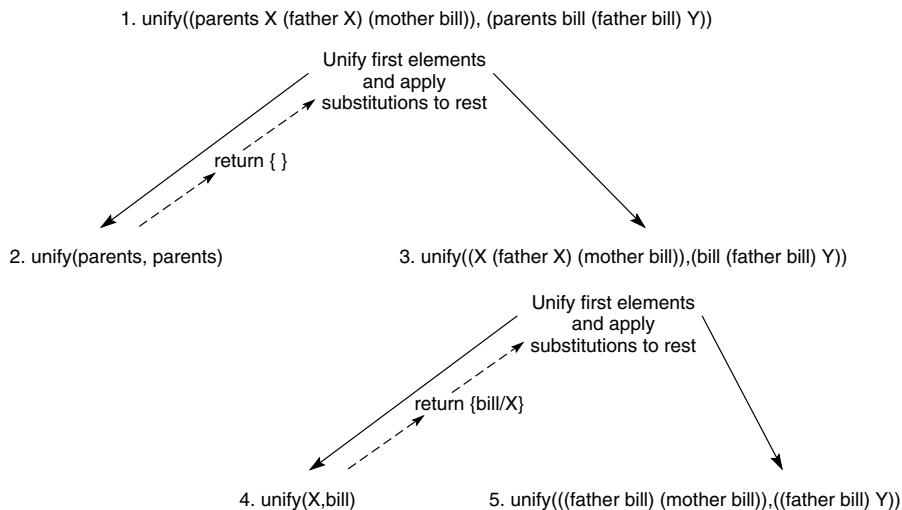 1. unify((parents X (father X) (mother bill)), (parents bill (father bill) Y))
Unify first elements
and apply
substitutions to rest
return { }
2. unify(parents, parents)
3. unify((X (father X) (mother bill)),(bill (father bill) Y))
Unify first elements
and apply
substitutions to rest
return {bill/X}
4. unify(X,bill)
5. unify(((father bill) (mother bill)),((father bill) Y))